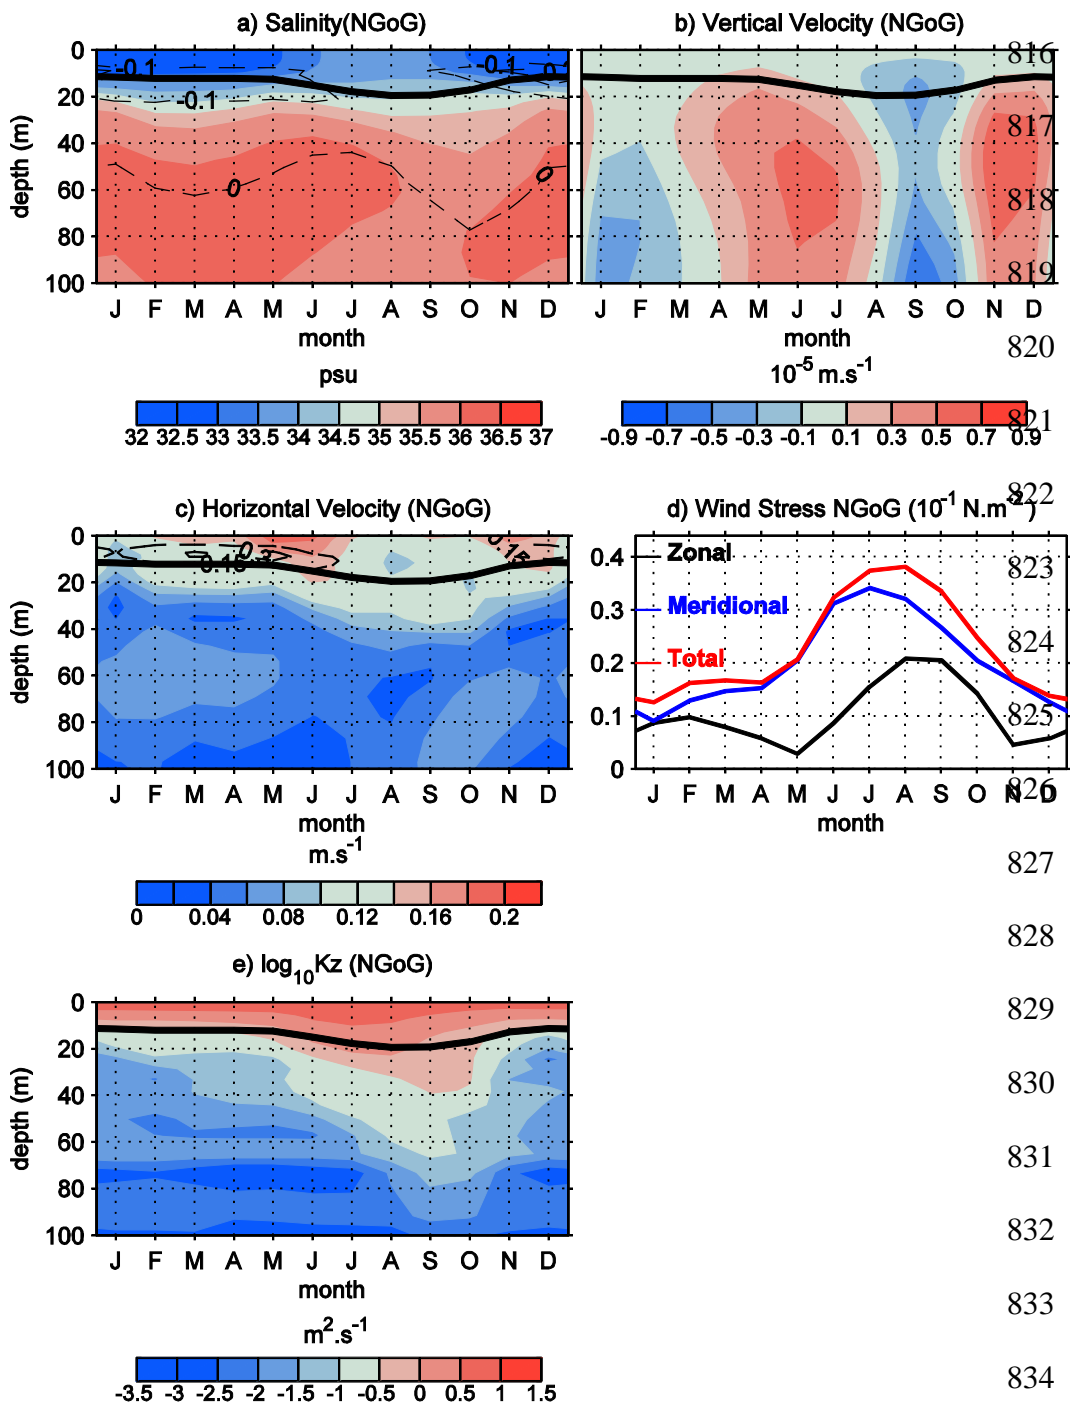 a) Salinity(NGoG)
b) Vertical Velocity (NGoG)
0
20
40
60
80
100
depth (m)
-0.1
-0.1
-0.1
0
0
J F M A M J J A S O N D
month
J F M A M J J A S O N D
month
psu
32 32.5 33 33.5 34 34.5 35 35.5 36 36.5 37
10⁻⁵ m.s⁻¹
-0.9 -0.7 -0.5 -0.3 -0.1 0.1 0.3 0.5 0.7 0.9
c) Horizontal Velocity (NGoG)
0
20
40
60
80
100
depth (m)
0.15
0.3
0.15
J F M A M J J A S O N D
month
m.s⁻¹
0 0.04 0.08 0.12 0.16 0.2
d) Wind Stress NGoG (10⁻¹ N.m⁻²)
0.4
0.3
0.2
0.1
0
Zonal
Meridional
Total
J F M A M J J A S O N D
month
e) log₁₀Kz (NGoG)
0
20
40
60
80
100
depth (m)
J F M A M J J A S O N D
month
m².s⁻¹
-3.5 -3 -2.5 -2 -1.5 -1 -0.5 0 0.5 1 1.5
816
817
818
819
820
821
822
823
824
825
826
827
828
829
830
831
832
833
834